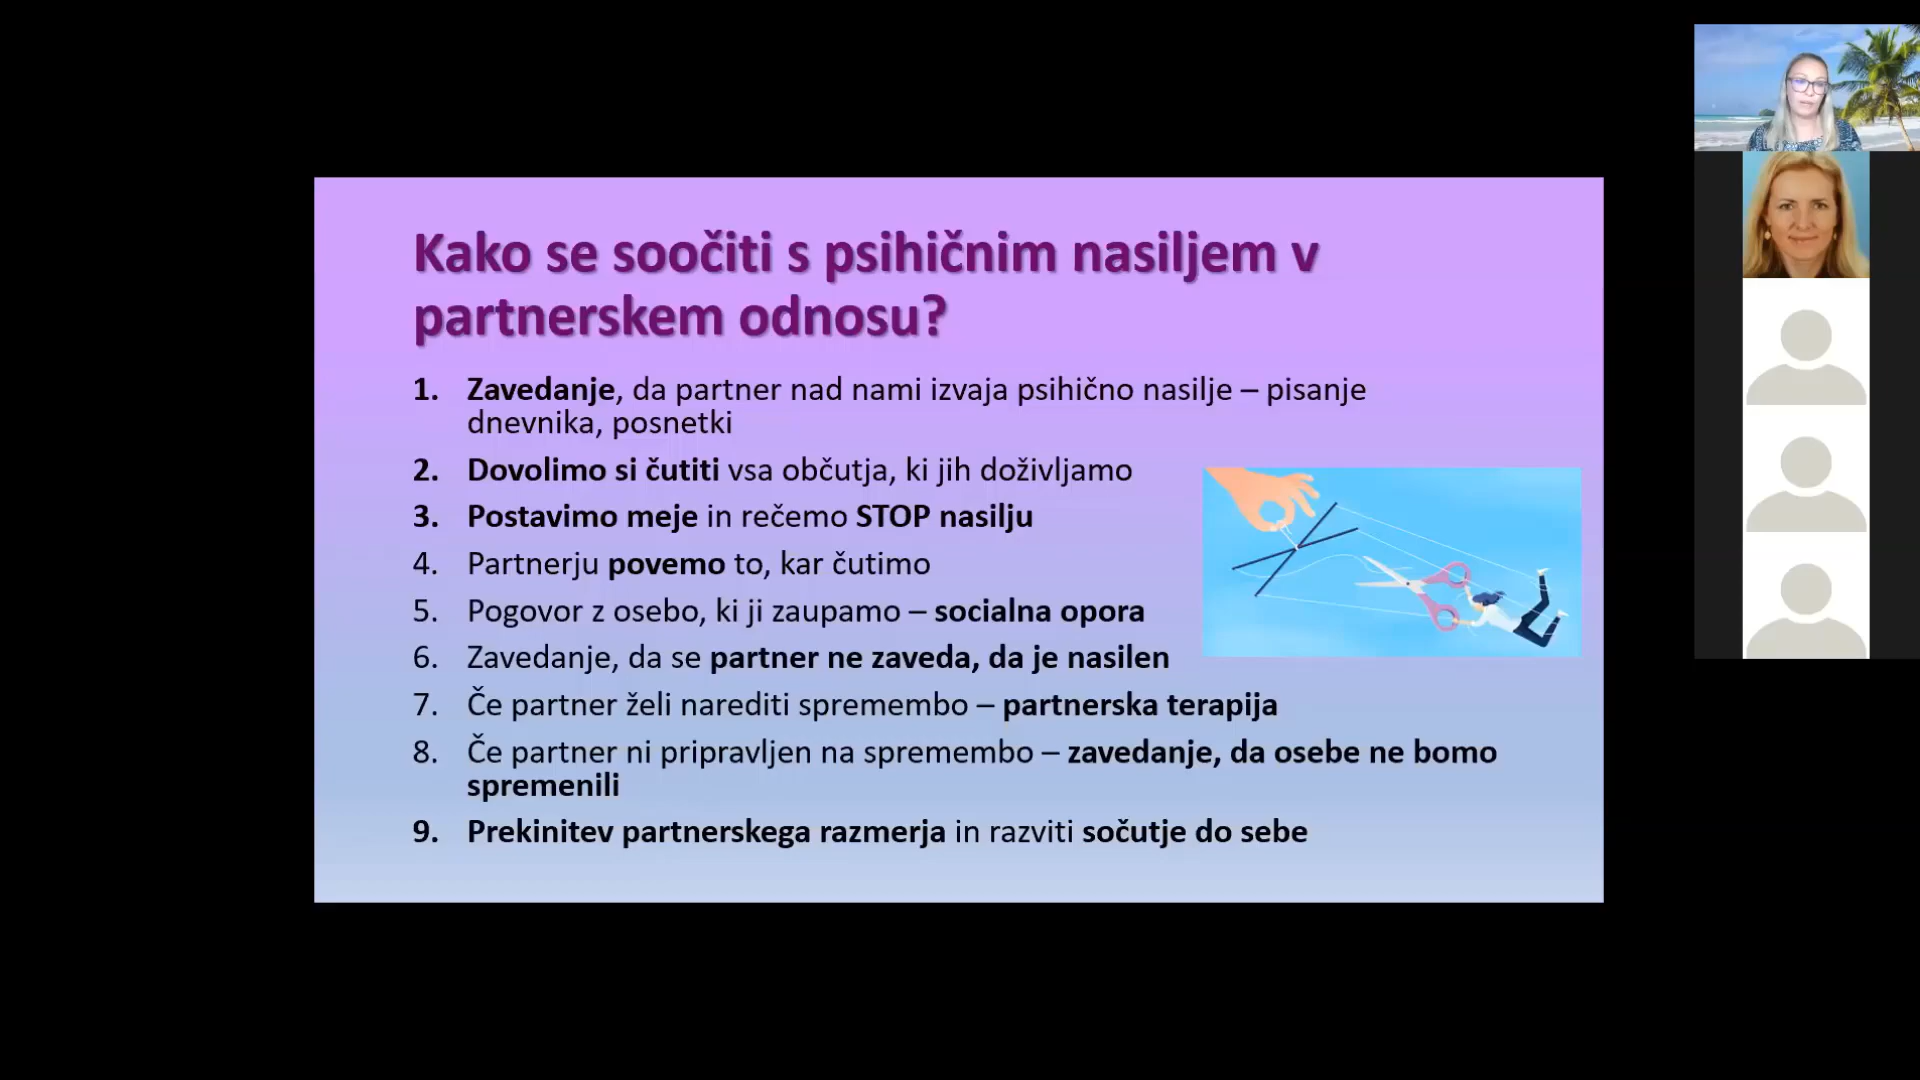 Kako se soočiti s psihičnim nasiljem v
partnerskem odnosu?
1. Zavedanje, da partner nad nami izvaja psihično nasilje – pisanje
dnevnika, posnetki
2. Dovolimo si čutiti vsa občutja, ki jih doživljamo
3. Postavimo meje in rečemo STOP nasilju
4. Partnerju povemo to, kar čutimo
5. Pogovor z osebo, ki ji zaupamo – socialna opora
6. Zavedanje, da se partner ne zaveda, da je nasilen
7. Če partner želi narediti spremembo – partnerska terapija
8. Če partner ni pripravljen na spremembo – zavedanje, da osebe ne bomo
spremenili
9. Prekinitev partnerskega razmerja in razviti sočutje do sebe